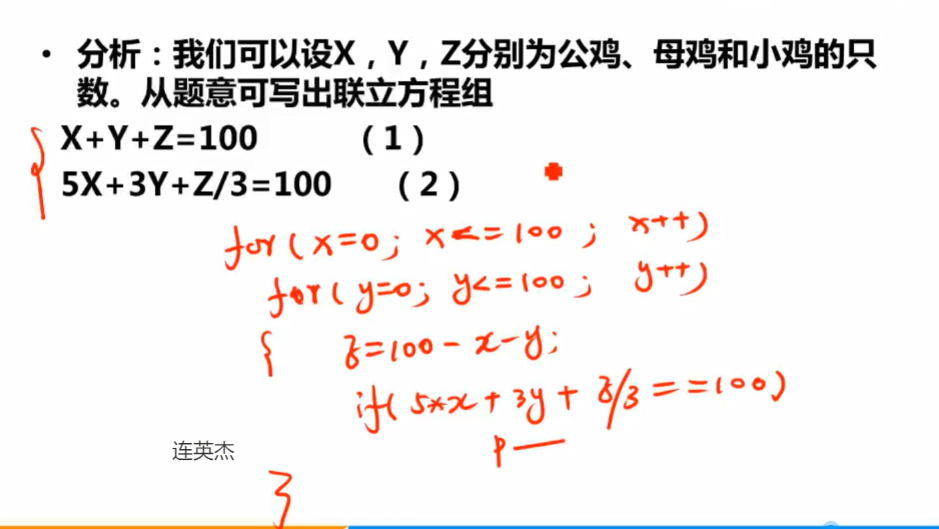 • 分析：我们可以设X，Y，Z分别为公鸡、母鸡和小鸡的只
数。从题意可写出联立方程组
X+Y+Z=100 （1）
5X+3Y+Z/3=100 （2）
for(x=0; x<=100; x++)
for(y=0; y<=100; y++)
{ z=100-x-y;
if(5*x+3y+z/3==100)
p—
连英杰
}